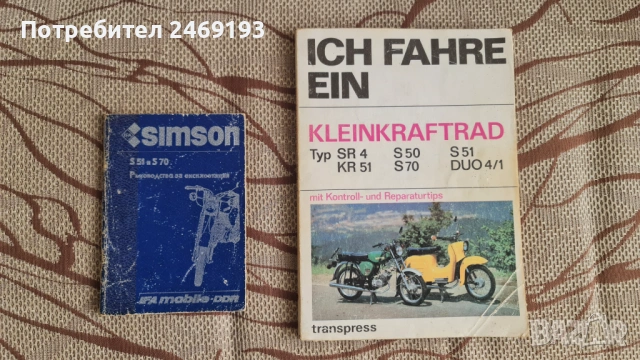 Потребител 2469193
simson
S 51 и S 70
Ръководство за експлоатация
IFA mobile-DDR
ICH FAHRE
EIN
KLEINKRAFTRAD
Typ SR 4 S 50 S 51
KR 51 S 70 DUO 4/1
mit Kontroll- und Reparaturtips
transpress